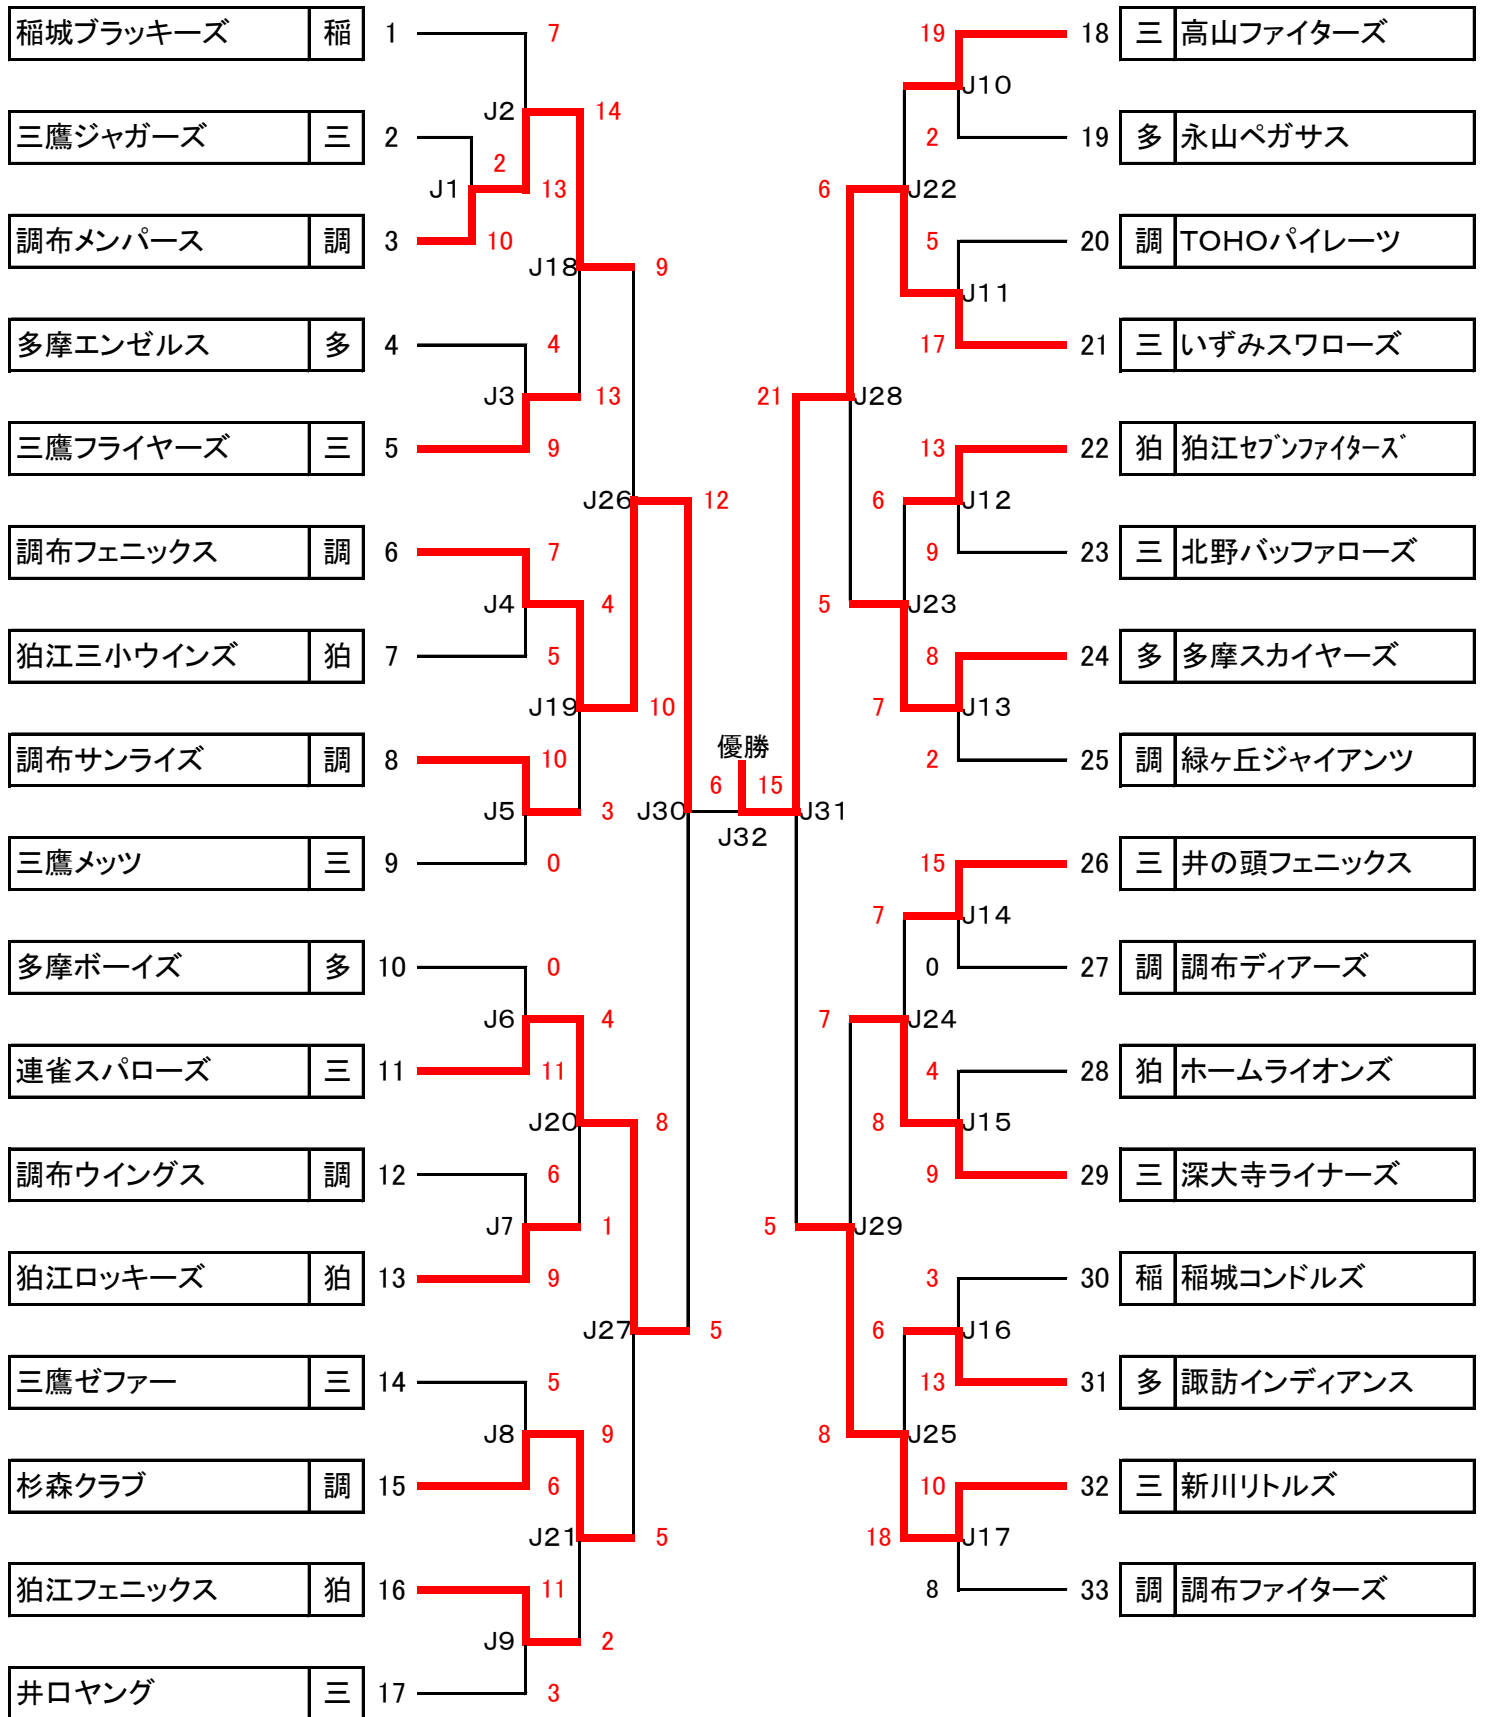 稲城ブラッキーズ 稲 1 7
19 18 三 高山ファイターズ
J10
J2 14
三鷹ジャガーズ 三 2
2 19 多 永山ペガサス
2
J1 13
6 J22
調布メンパース 調 3 10
5 20 調 TOHOパイレーツ
J18 9
J11
多摩エンゼルス 多 4 4
17 21 三 いずみスワローズ
J3 13
21 J28
三鷹フライヤーズ 三 5 9
13 22 狛 狛江セブンファイターズ
J26 12
6 J12
調布フェニックス 調 6 7
9 23 三 北野バッファローズ
J4 4
5 J23
狛江三小ウインズ 狛 7 5
8 24 多 多摩スカイヤーズ
J19 10
7 J13
調布サンライズ 調 8 10
優勝
2 25 調 緑ヶ丘ジャイアンツ
6 15
J5 3
J30 J31
J32
三鷹メッツ 三 9 0
15 26 三 井の頭フェニックス
7 J14
多摩ボーイズ 多 10 0
0 27 調 調布ディアーズ
J6 4
7 J24
連雀スパローズ 三 11 11
4 28 狛 ホームライオンズ
J20 8
8 J15
調布ウイングス 調 12 6
9 29 三 深大寺ライナーズ
J7 1
5 J29
狛江ロッキーズ 狛 13 9
3 30 稲 稲城コンドルズ
J27 5
6 J16
三鷹ゼファー 三 14 5
13 31 多 諏訪インディアンス
J8 9
8 J25
杉森クラブ 調 15 6
10 32 三 新川リトルズ
J21 5
18 J17
狛江フェニックス 狛 16 11
8 33 調 調布ファイターズ
J9 2
井口ヤング 三 17 3